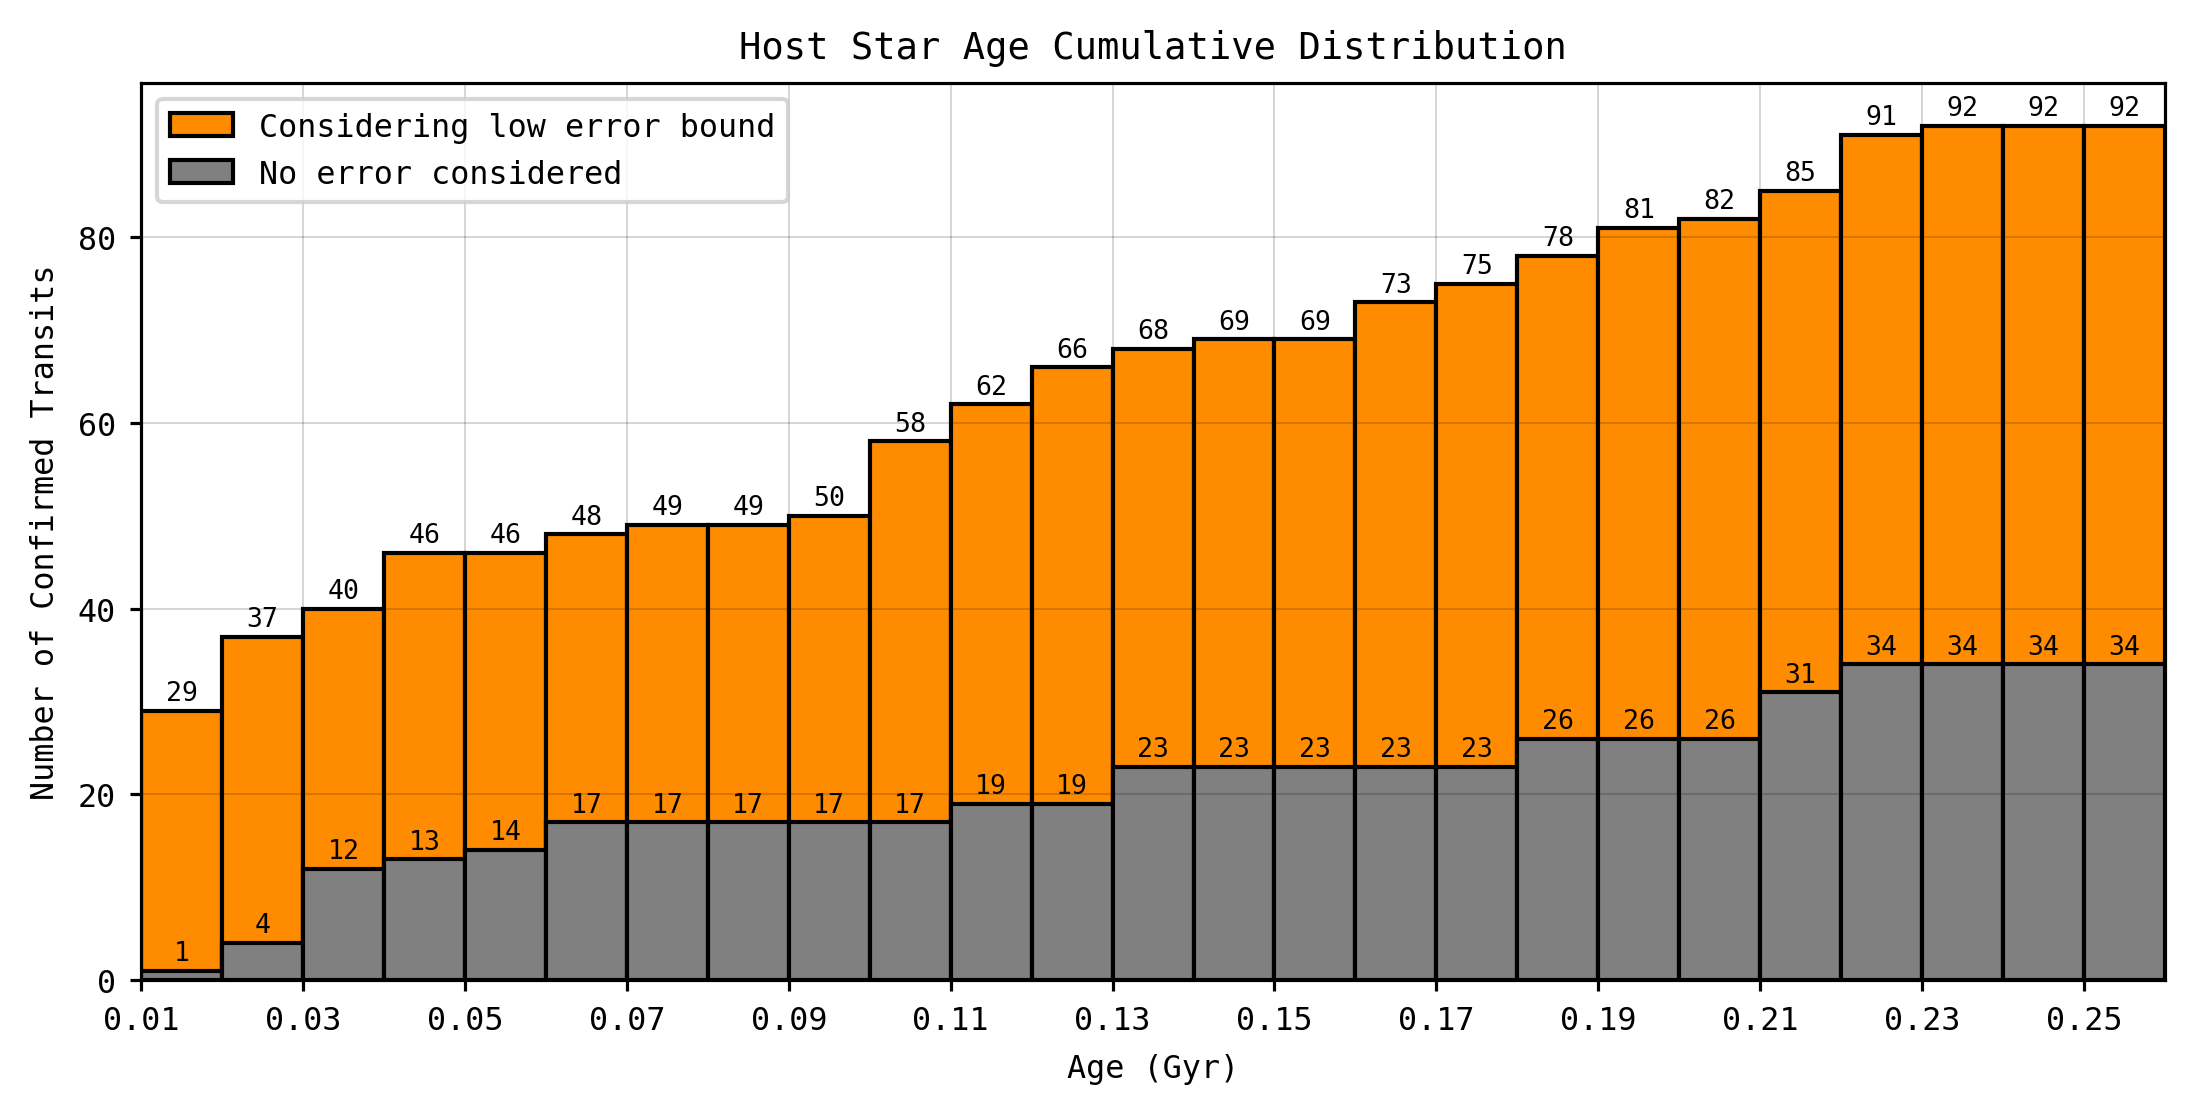 Host Star Age Cumulative Distribution
Considering low error bound
No error considered
Number of Confirmed Transits
80
60
40
20
0
29 37 40 46 46 48 49 49 50 58 62 66 68 69 69 73 75 78 81 82 85 91 92 92 92
1 4 12 13 14 17 17 17 17 17 19 19 23 23 23 23 23 26 26 26 31 34 34 34 34
0.01 0.03 0.05 0.07 0.09 0.11 0.13 0.15 0.17 0.19 0.21 0.23 0.25
Age (Gyr)